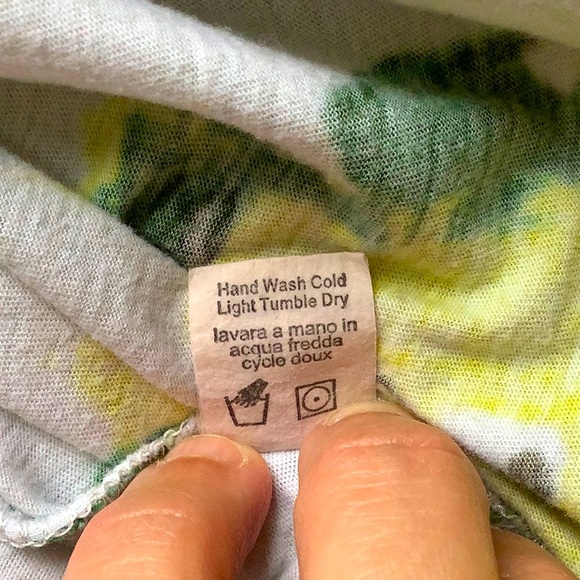 Hand Wash Cold
Light Tumble Dry
lavara a mano in
acqua fredda
cycle doux